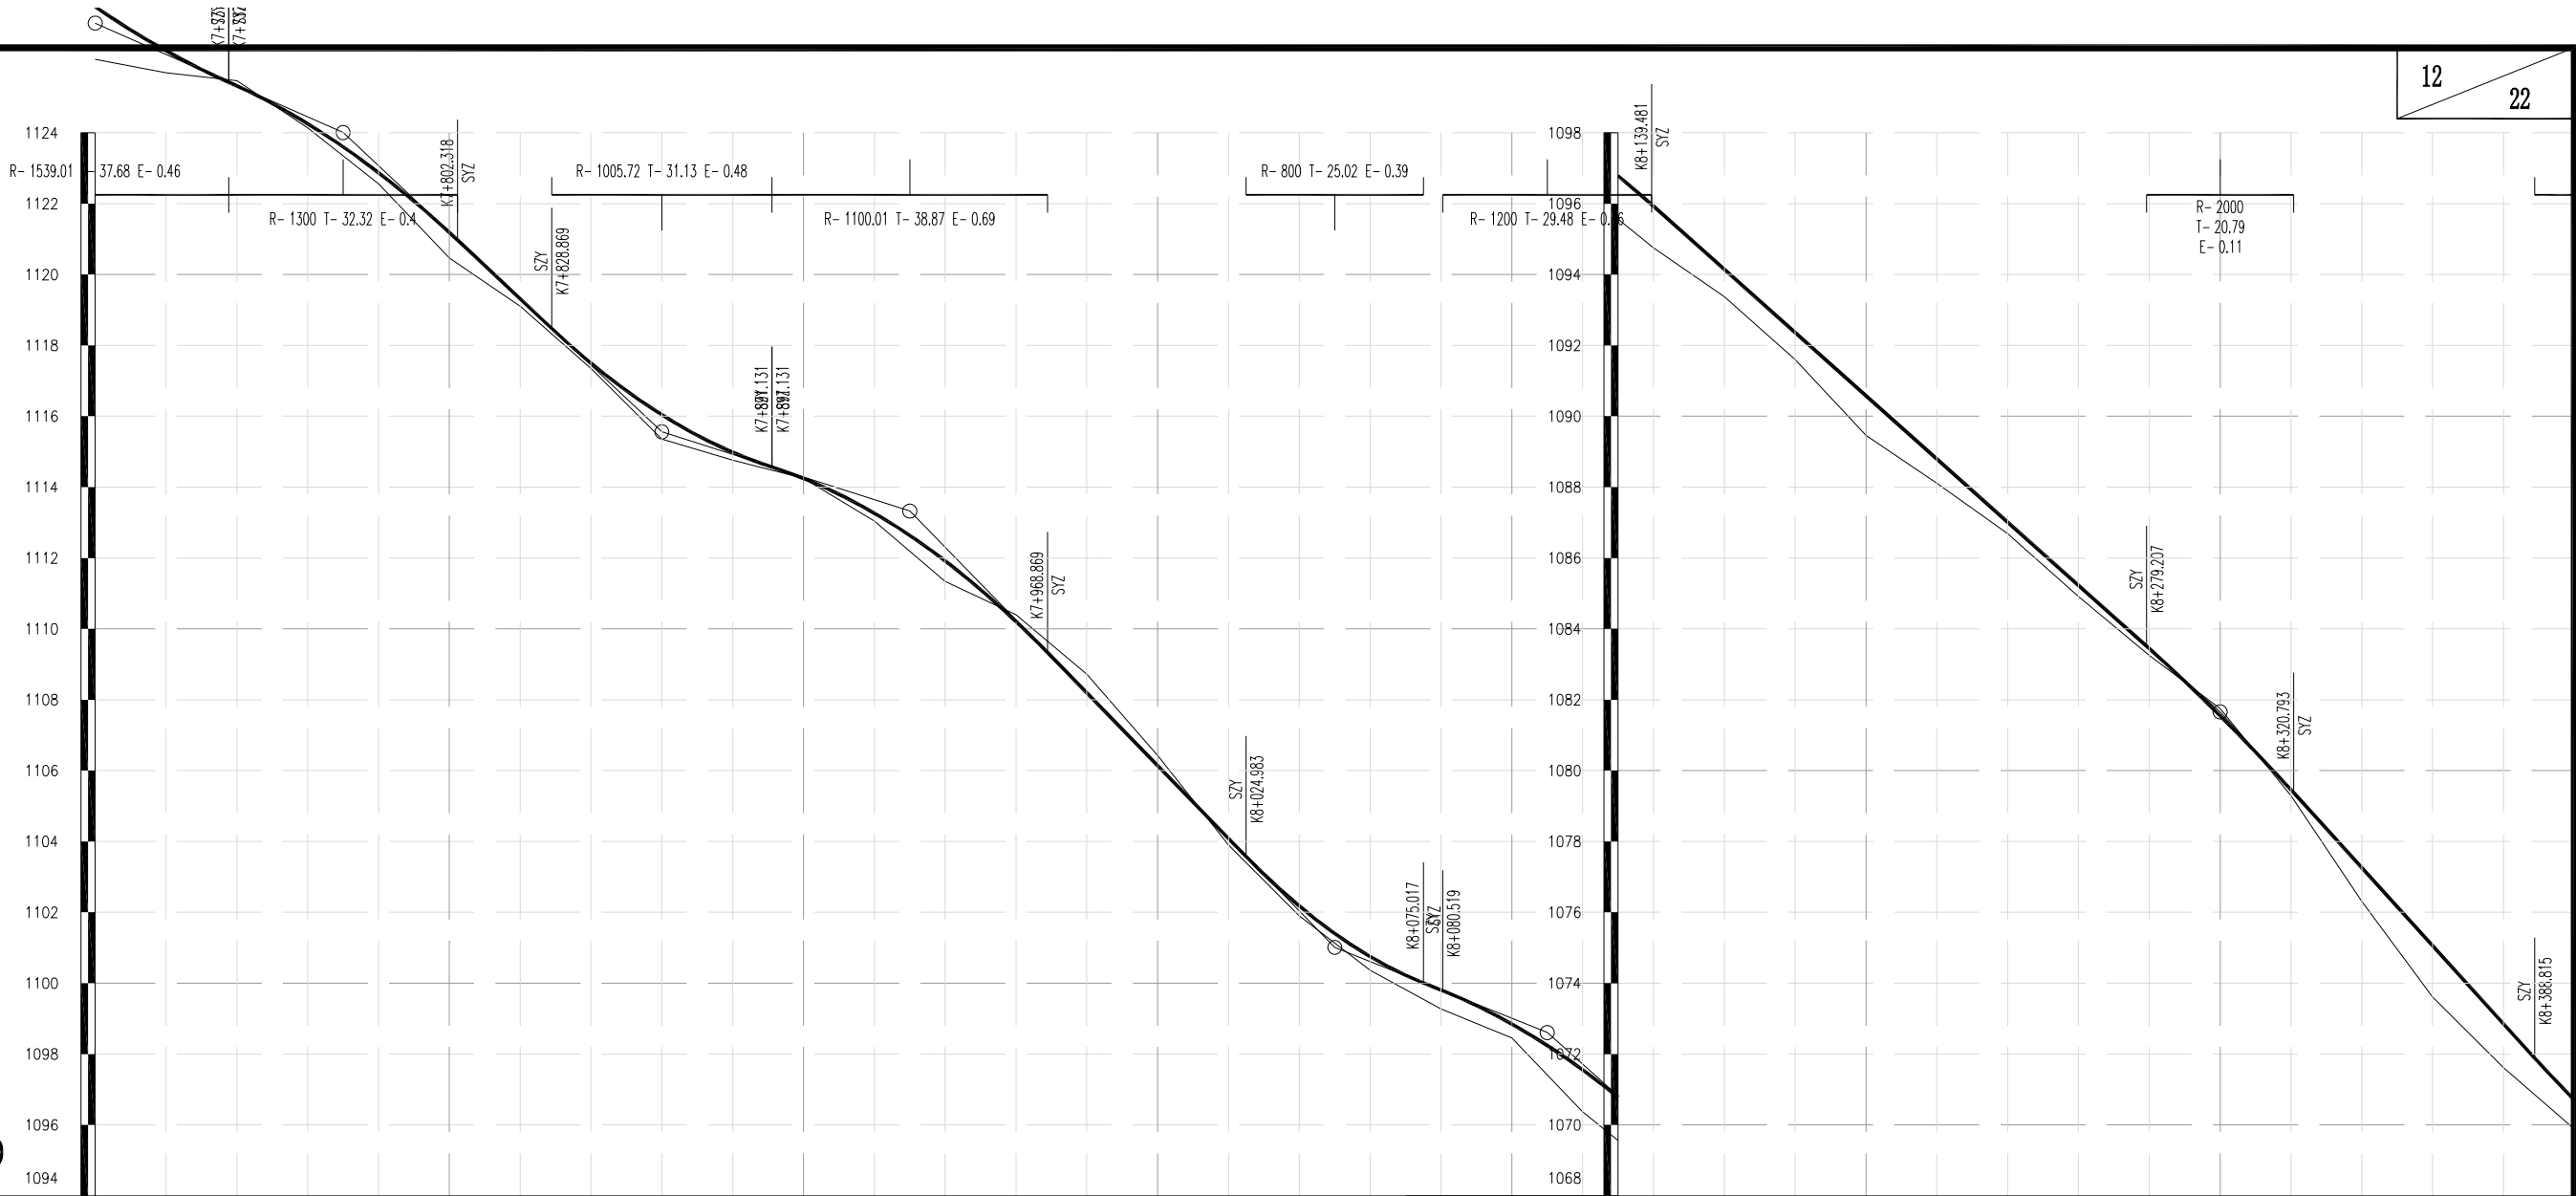 12
22
1124
1122
1120
1118
1116
1114
1112
1110
1108
1106
1104
1102
1100
1098
1096
1094
R- 1539.01
37.68 E- 0.46
R- 1300 T- 32.32 E- 0.4
K7+802.318
SYZ
SZY
K7+828.869
R- 1005.72 T- 31.13 E- 0.48
R- 1100.01 T- 38.87 E- 0.69
K7+968.869
SYZ
SZY
K8+024.983
R- 800 T- 25.02 E- 0.39
K8+075.017
K8+080.519
R- 1200 T- 29.48 E-
1098
1096
1094
1092
1090
1088
1086
1084
1082
1080
1078
1076
1074
1072
1070
1068
K8+139.481
SYZ
SZY
K8+279.207
R- 2000
T- 20.79
E- 0.11
K8+320.793
SYZ
SZY
K8+388.815